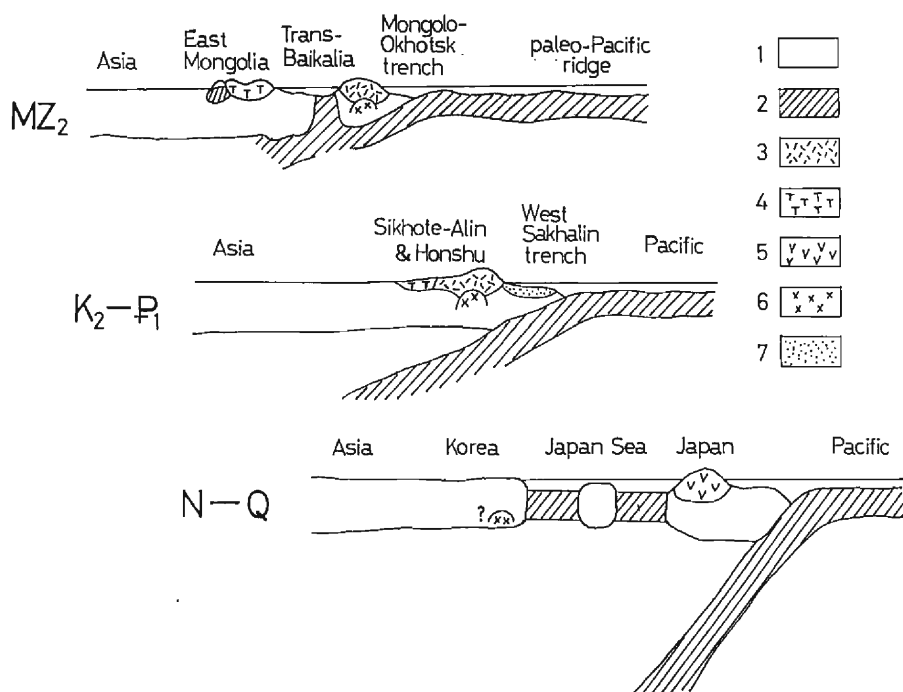 Asia
East
Mongolia
Trans-
Baikalia
Mongolo-
Okhotsk
trench
paleo-Pacific
ridge
MZ₂
T T T
x x x
Asia
Sikhote-Alin
& Honshu
West
Sakhalin
trench
Pacific
K₂–P₁
T T
x x
Asia
Korea
Japan Sea
Japan
Pacific
N–Q
? x x
v v v v
1
2
3
4
T T T T
T T T
5
v v v
v v v
6
x x x x
x x x
7